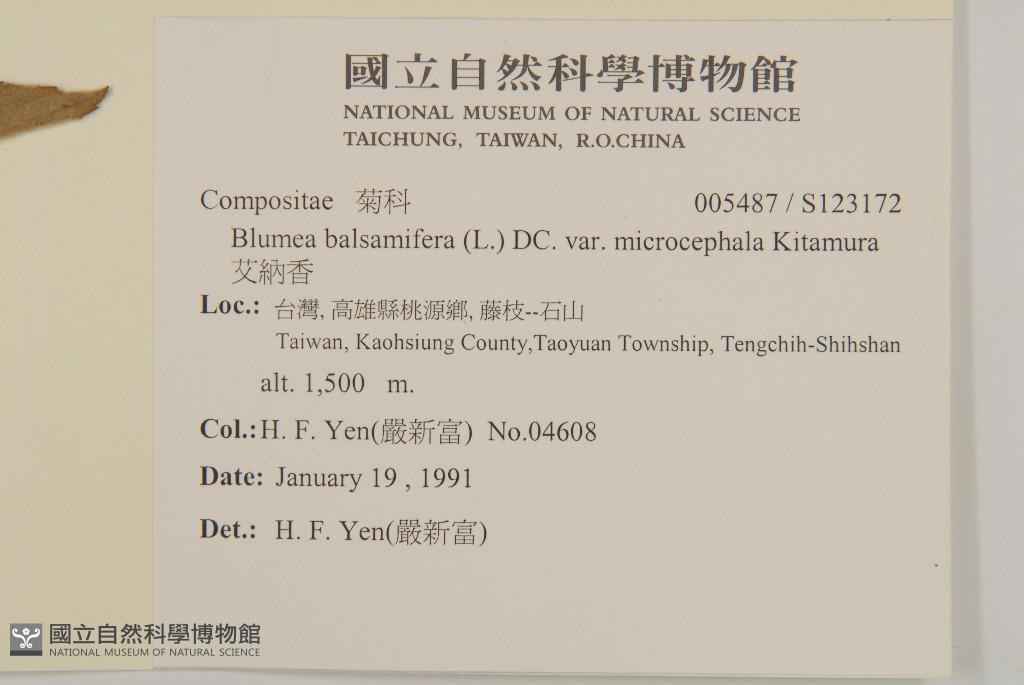 國立自然科學博物館
NATIONAL MUSEUM OF NATURAL SCIENCE
TAICHUNG, TAIWAN, R.O.CHINA
Compositae 菊科 005487 / S123172
Blumea balsamifera (L.) DC. var. microcephala Kitamura
艾納香
Loc.: 台灣, 高雄縣桃源鄉, 藤枝--石山
Taiwan, Kaohsiung County,Taoyuan Township, Tengchih-Shihshan
alt. 1,500 m.
Col.: H. F. Yen(嚴新富) No.04608
Date: January 19 , 1991
Det.: H. F. Yen(嚴新富)
國立自然科學博物館
NATIONAL MUSEUM OF NATURAL SCIENCE